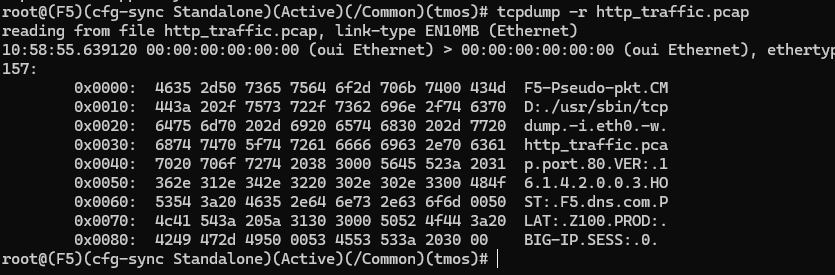 root@(F5)(cfg-sync Standalone)(Active)(/Common)(tmos)# tcpdump -r http_traffic.pcap
reading from file http_traffic.pcap, link-type EN10MB (Ethernet)
10:58:55.639120 00:00:00:00:00:00 (oui Ethernet) > 00:00:00:00:00:00 (oui Ethernet), ethertyp
157:
0x0000: 4635 2d50 7365 7564 6f2d 706b 7400 434d F5-Pseudo-pkt.CM
0x0010: 443a 202f 7573 722f 7362 696e 2f74 6370 D:./usr/sbin/tcp
0x0020: 6475 6d70 202d 6920 6574 6830 202d 7720 dump.-i.eth0.-w.
0x0030: 6874 7470 5f74 7261 6666 6963 2e70 6361 http_traffic.pca
0x0040: 7020 706f 7274 2038 3000 5645 523a 2031 p.port.80.VER:.1
0x0050: 362e 312e 342e 3220 302e 302e 3300 484f 6.1.4.2.0.0.3.HO
0x0060: 5354 3a20 4635 2e64 6e73 2e63 6f6d 0050 ST:.F5.dns.com.P
0x0070: 4c41 543a 205a 3130 3000 5052 4f44 3a20 LAT:.Z100.PROD:.
0x0080: 4249 472d 4950 0053 4553 533a 2030 00 BIG-IP.SESS:.0.
root@(F5)(cfg-sync Standalone)(Active)(/Common)(tmos)#